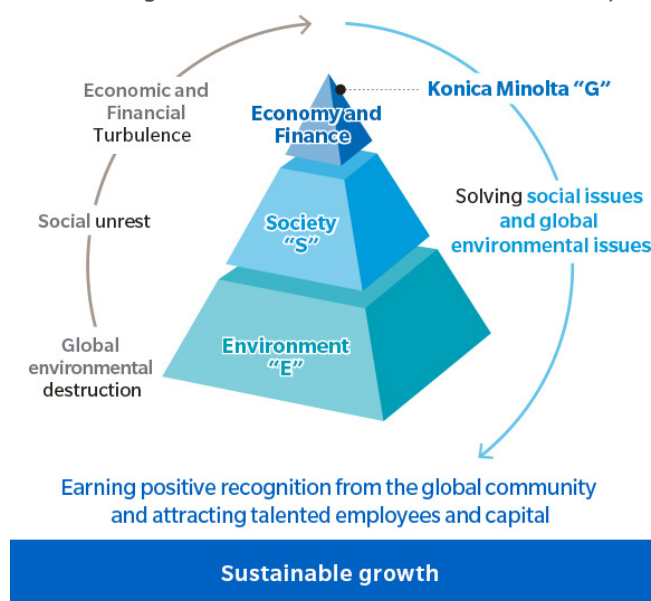 Economic and
Financial
Turbulence
Social unrest
Global
environmental
destruction
Economy and
Finance
Society
"S"
Environment
"E"
Konica Minolta "G"
Solving social issues
and global
environmental issues
Earning positive recognition from the global community
and attracting talented employees and capital
Sustainable growth